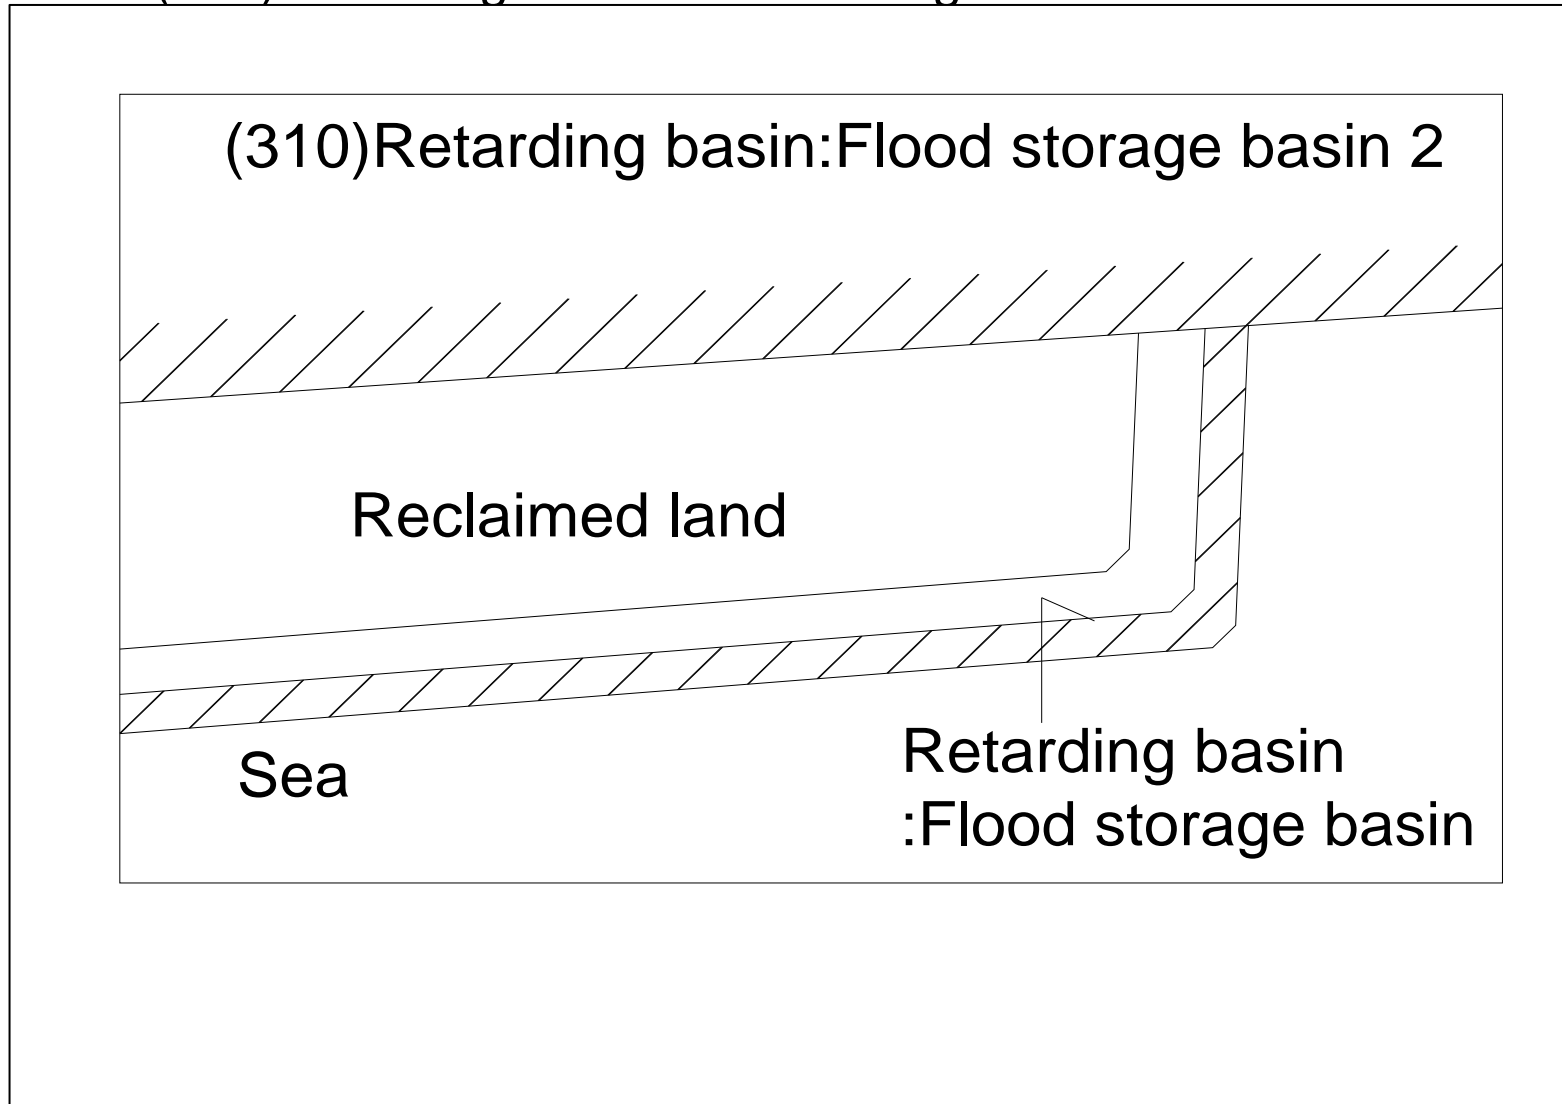 (310)Retarding basin:Flood storage basin 2
Reclaimed land
Sea
Retarding basin
:Flood storage basin